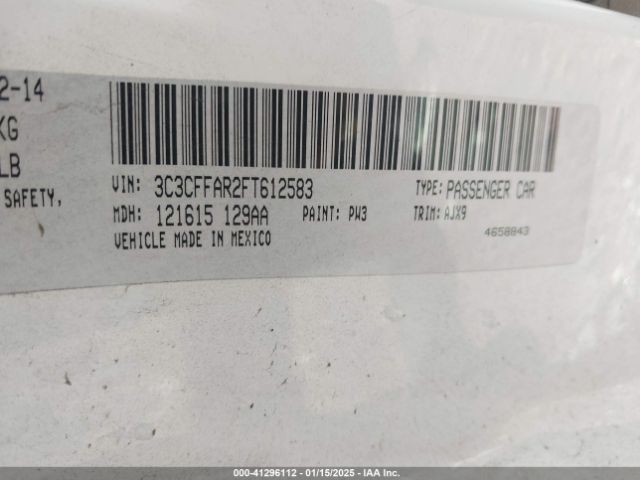 2-14
KG
LB
SAFETY,
VIN: 3C3CFFAR2FT612583
TYPE: PASSENGER CAR
MDH: 121615 129AA
PAINT: PW3
TRIM: AJX9
VEHICLE MADE IN MEXICO
4658843
000-41296112 - 01/15/2025 - IAA Inc.